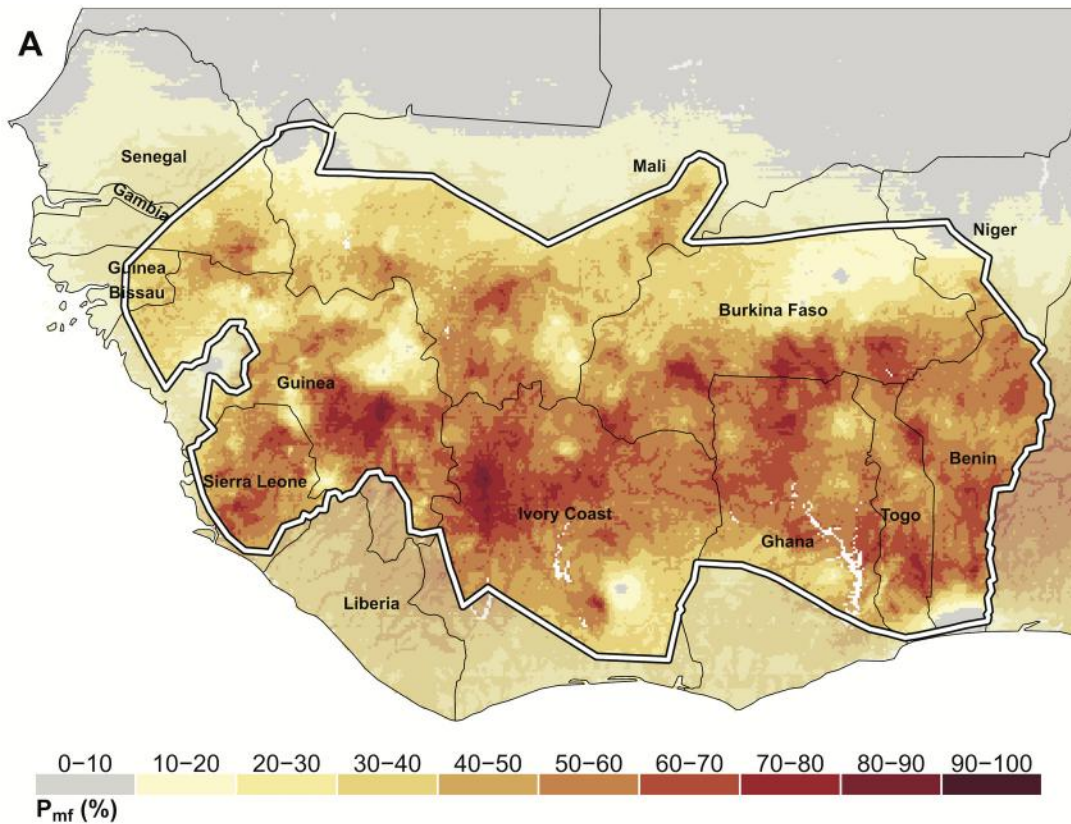 A
Senegal
Mali
Gambia
Niger
Guinea
Bissau
Burkina Faso
Guinea
Benin
Sierra Leone
Ivory Coast
Togo
Ghana
Liberia
0−10 10−20 20−30 30−40 40−50 50−60 60−70 70−80 80−90 90−100
Pmf (%)